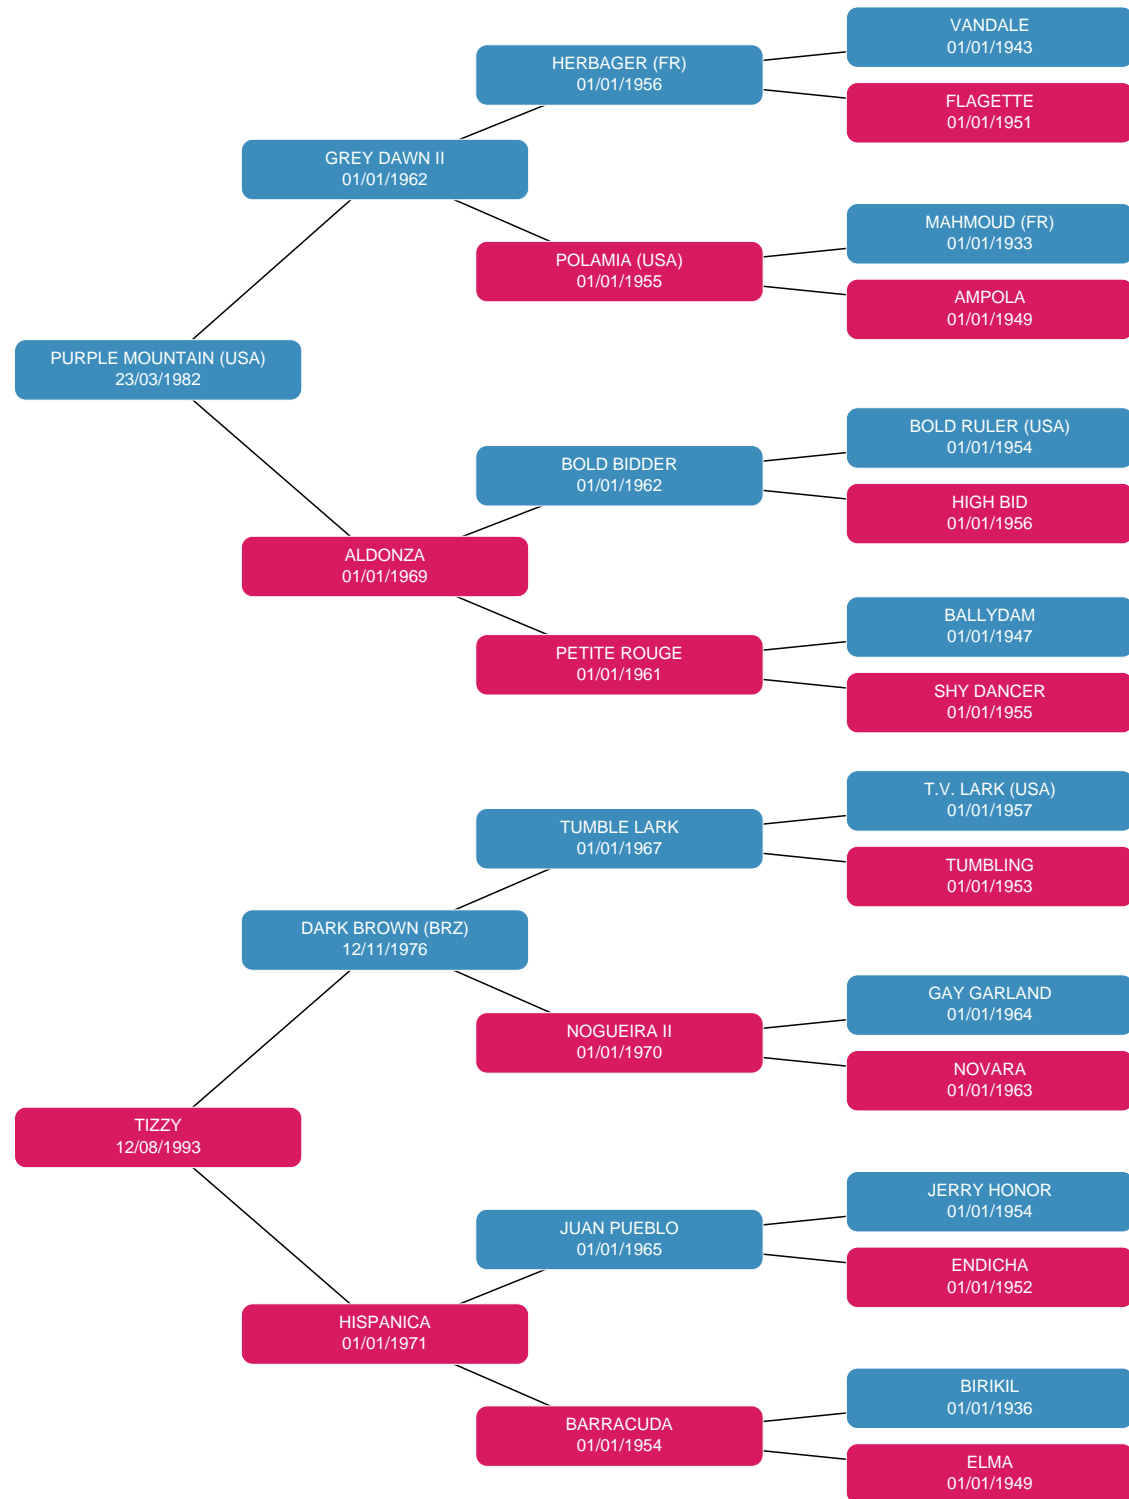 VANDALE
01/01/1943
HERBAGER (FR)
01/01/1956
FLAGETTE
01/01/1951
GREY DAWN II
01/01/1962
MAHMOUD (FR)
01/01/1933
POLAMIA (USA)
01/01/1955
AMPOLA
01/01/1949
PURPLE MOUNTAIN (USA)
23/03/1982
BOLD RULER (USA)
01/01/1954
BOLD BIDDER
01/01/1962
HIGH BID
01/01/1956
ALDONZA
01/01/1969
BALLYDAM
01/01/1947
PETITE ROUGE
01/01/1961
SHY DANCER
01/01/1955
T.V. LARK (USA)
01/01/1957
TUMBLE LARK
01/01/1967
TUMBLING
01/01/1953
DARK BROWN (BRZ)
12/11/1976
GAY GARLAND
01/01/1964
NOGUEIRA II
01/01/1970
NOVARA
01/01/1963
TIZZY
12/08/1993
JERRY HONOR
01/01/1954
JUAN PUEBLO
01/01/1965
ENDICHA
01/01/1952
HISPANICA
01/01/1971
BIRIKIL
01/01/1936
BARRACUDA
01/01/1954
ELMA
01/01/1949